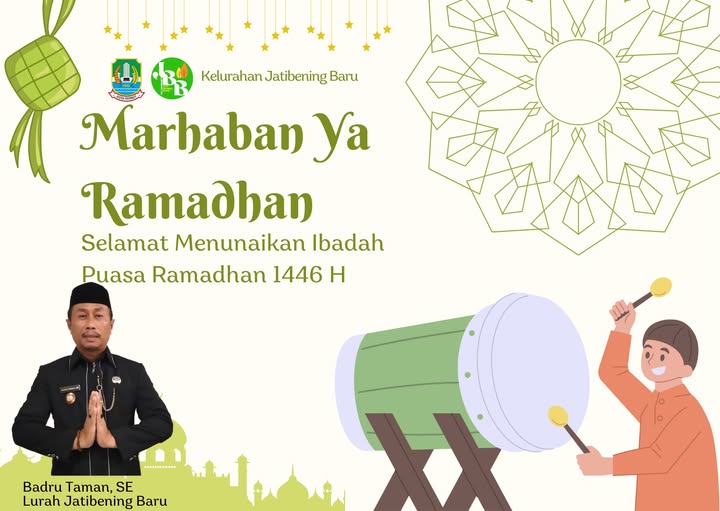 Kelurahan Jatibening Baru
Marhaban Ya
Ramadhan
Selamat Menunaikan Ibadah
Puasa Ramadhan 1446 H
Badru Taman, SE
Lurah Jatibening Baru